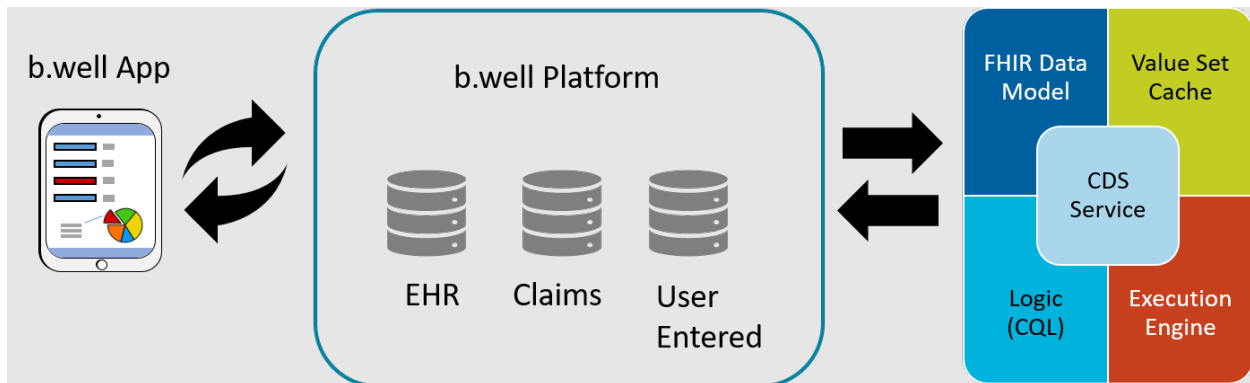 b.well App
b.well Platform
EHR
Claims
User
Entered
FHIR Data
Model
Value Set
Cache
CDS
Service
Logic
(CQL)
Execution
Engine